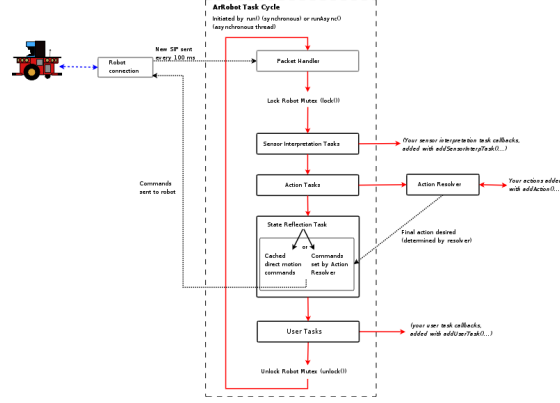 ArRobot Task Cycle
Initiated by run() (synchronous) or runAsync()
(asynchronous thread)
New SIP sent
every 100 ms
Robot
connection
Packet Handler
Lock Robot Mutex (lock())
Sensor Interpretation Tasks
(Your sensor interpretation task callbacks,
added with addSensorInterpTask()...)
Action Tasks
Action Resolver
Your actions added
with addAction()...
Commands
sent to robot
State Reflection Task
or
Cached
direct motion
commands
Commands
set by Action
Resolver
Final action desired
(determined by resolver)
User Tasks
(your user task callbacks,
added with addUserTask()...)
Unlock Robot Mutex (unlock())